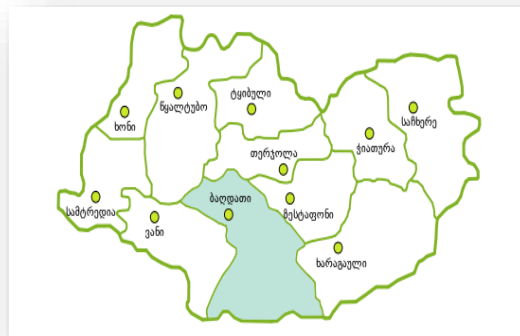 ტყიბული
წყალტუბო
საჩხერე
ხონი
ჭიათურა
თერჯოლა
ბაღდათი
სამტრედია
ზესტაფონი
ვანი
ხარაგაული